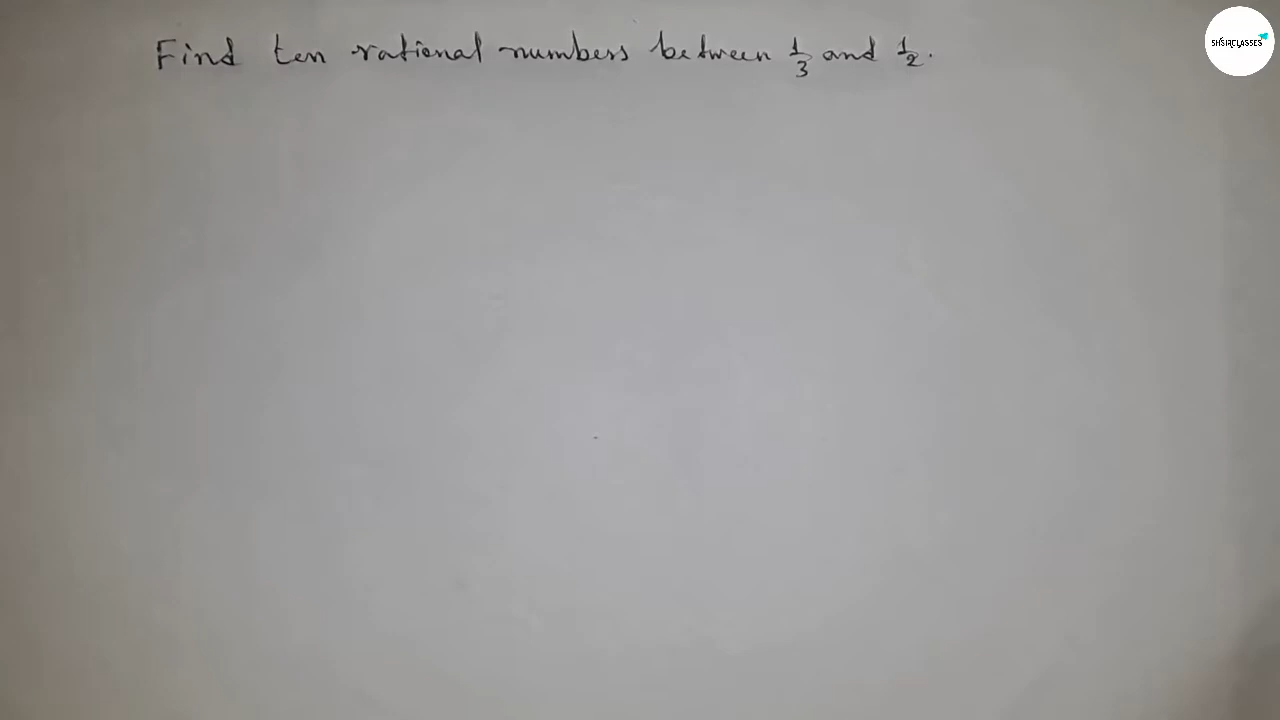 Find ten rational numbers between 1/3 and 1/2.
SHSIRCLASSES